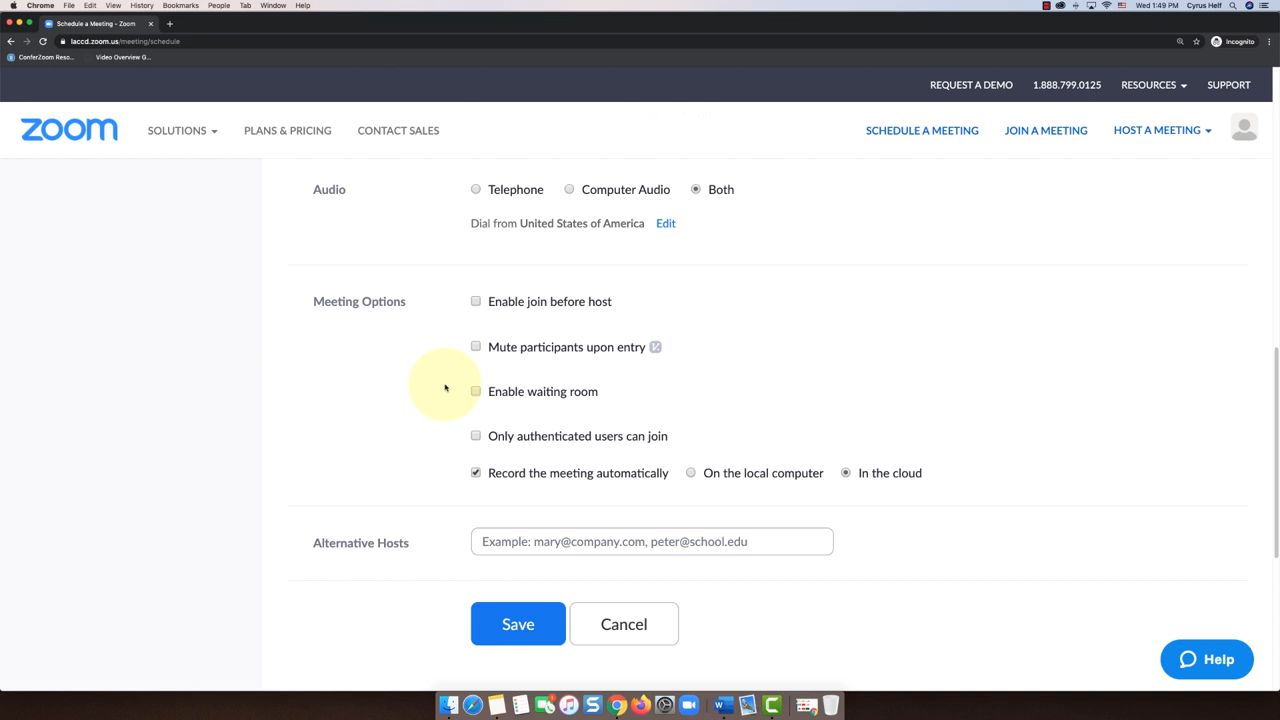 Chrome File Edit View History Bookmarks People Tab Window Help Wed 1:49 PM Cyrus Helf
Schedule a Meeting - Zoom
laccd.zoom.us/meeting/schedule Incognito
ConferZoom Reso... Video Overview G...
REQUEST A DEMO 1.888.799.0125 RESOURCES SUPPORT
zoom SOLUTIONS PLANS & PRICING CONTACT SALES SCHEDULE A MEETING JOIN A MEETING HOST A MEETING
Audio Telephone Computer Audio Both
Dial from United States of America Edit
Meeting Options Enable join before host
Mute participants upon entry
Enable waiting room
Only authenticated users can join
Record the meeting automatically On the local computer In the cloud
Alternative Hosts Example: mary@company.com, peter@school.edu
Save Cancel
Help